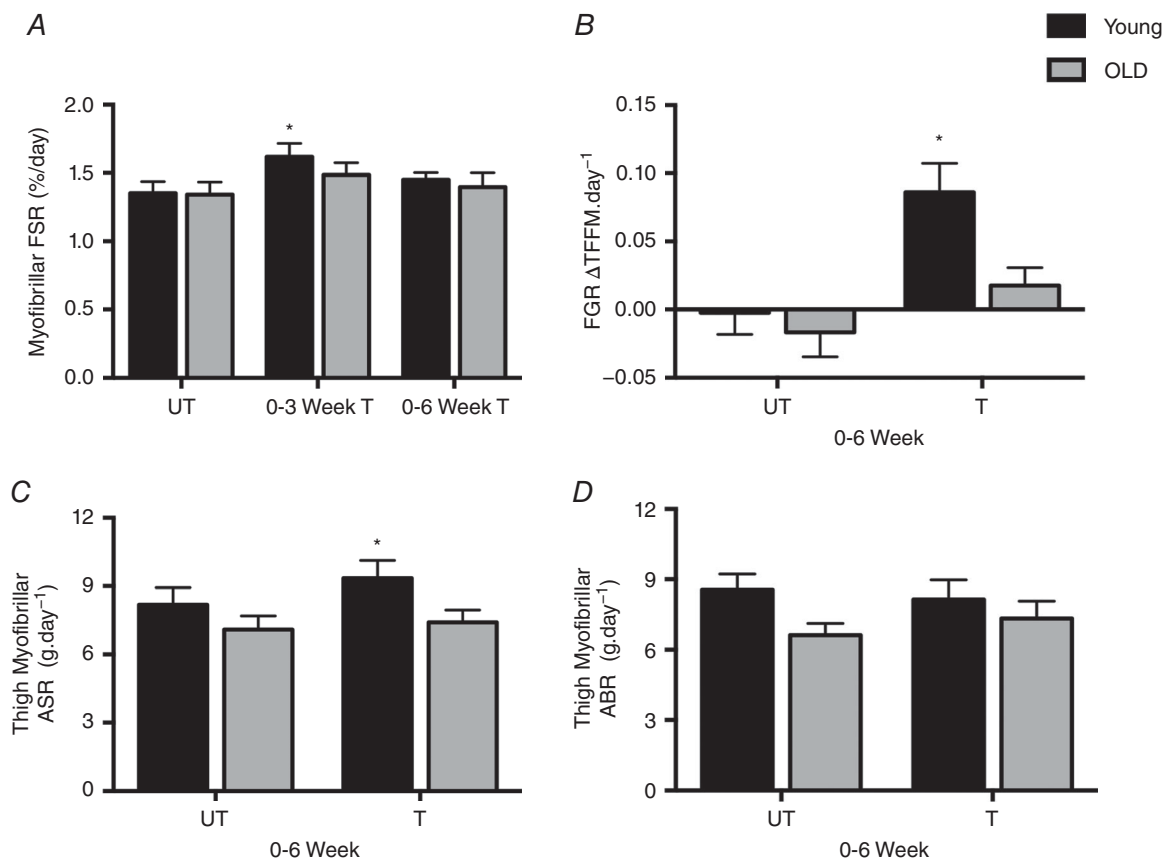 A
B
Young
OLD
Myofibrillar FSR (%/day)
2.0
1.5
1.0
0.5
0.0
*
UT
0-3 Week T
0-6 Week T
FGR ΔTFFM.day⁻¹
0.15
0.10
0.05
0.00
−0.05
*
UT
T
0-6 Week
C
D
Thigh Myofibrillar
ASR (g.day⁻¹)
12
9
6
3
0
*
UT
T
0-6 Week
Thigh Myofibrillar
ABR (g.day⁻¹)
12
9
6
3
0
UT
T
0-6 Week